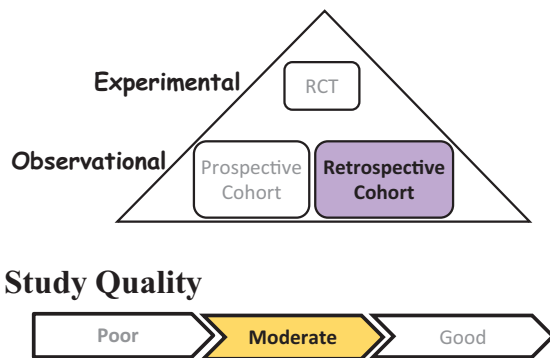 Experimental
RCT
Observational
Prospective
Cohort
Retrospective
Cohort
Study Quality
Poor
Moderate
Good